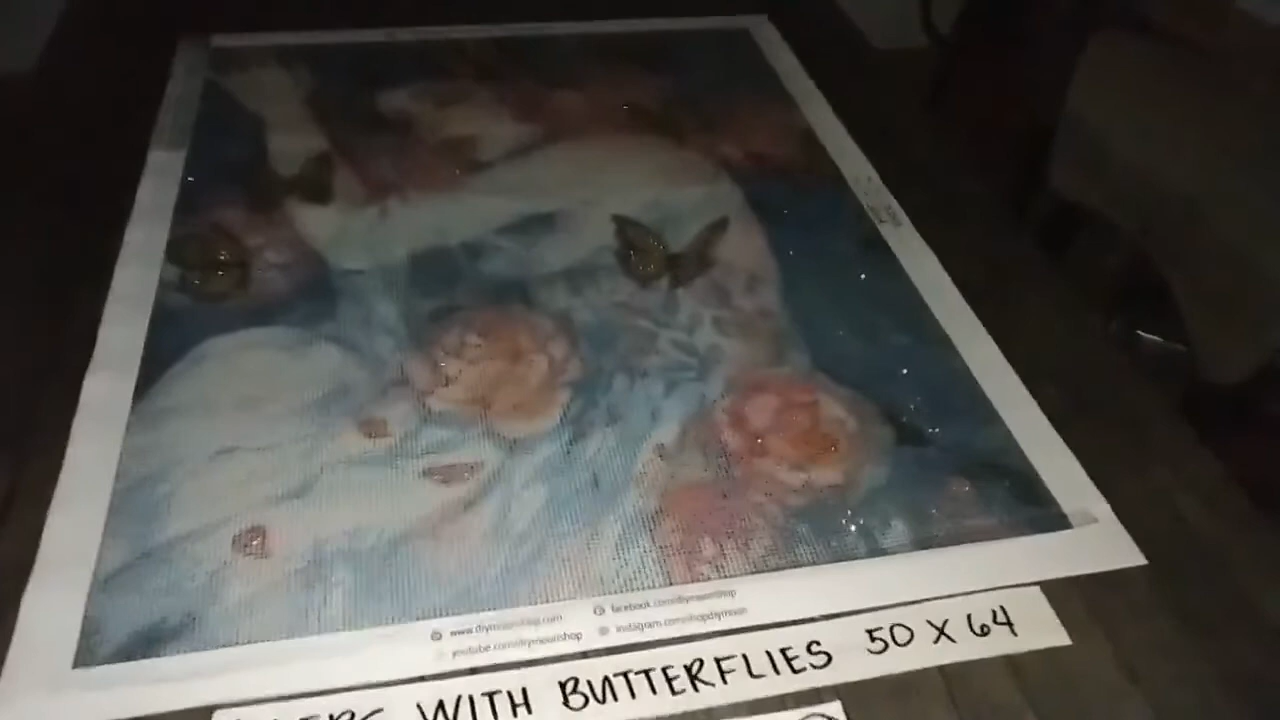 www.diymoonshop.com
facebook.com/diymoonshop
youtube.com/diymoonshop
instagram.com/shopdiymoon
WITH BUTTERFLIES 50 X 64